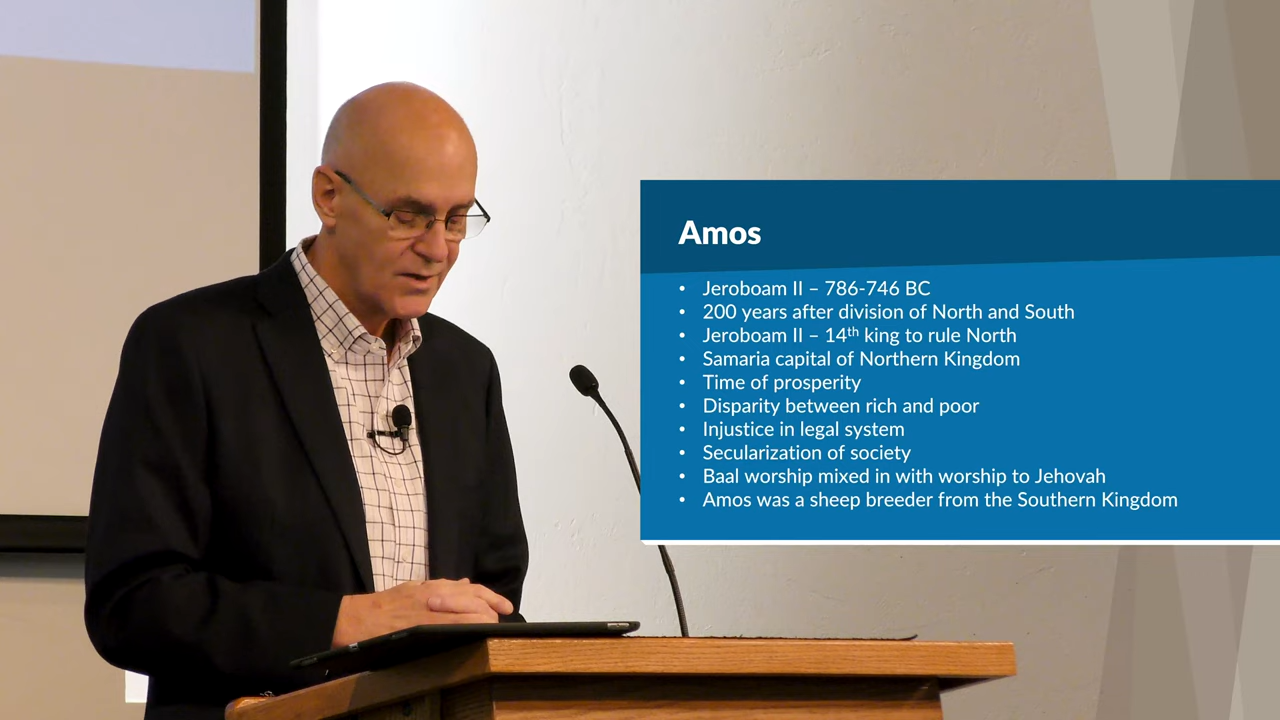 Amos
• Jeroboam II – 786-746 BC
• 200 years after division of North and South
• Jeroboam II – 14th king to rule North
• Samaria capital of Northern Kingdom
• Time of prosperity
• Disparity between rich and poor
• Injustice in legal system
• Secularization of society
• Baal worship mixed in with worship to Jehovah
• Amos was a sheep breeder from the Southern Kingdom